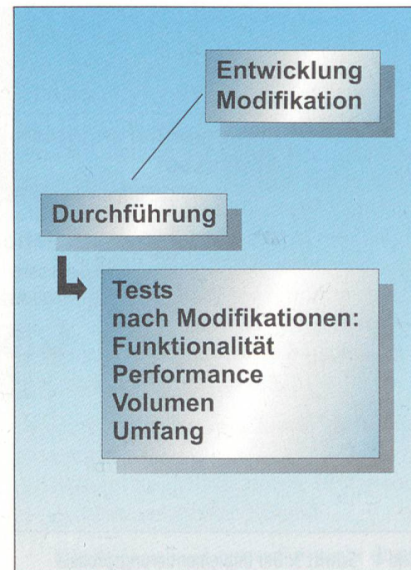 Entwicklung
Modifikation
Durchführung
Tests
nach Modifikationen:
Funktionalität
Performance
Volumen
Umfang